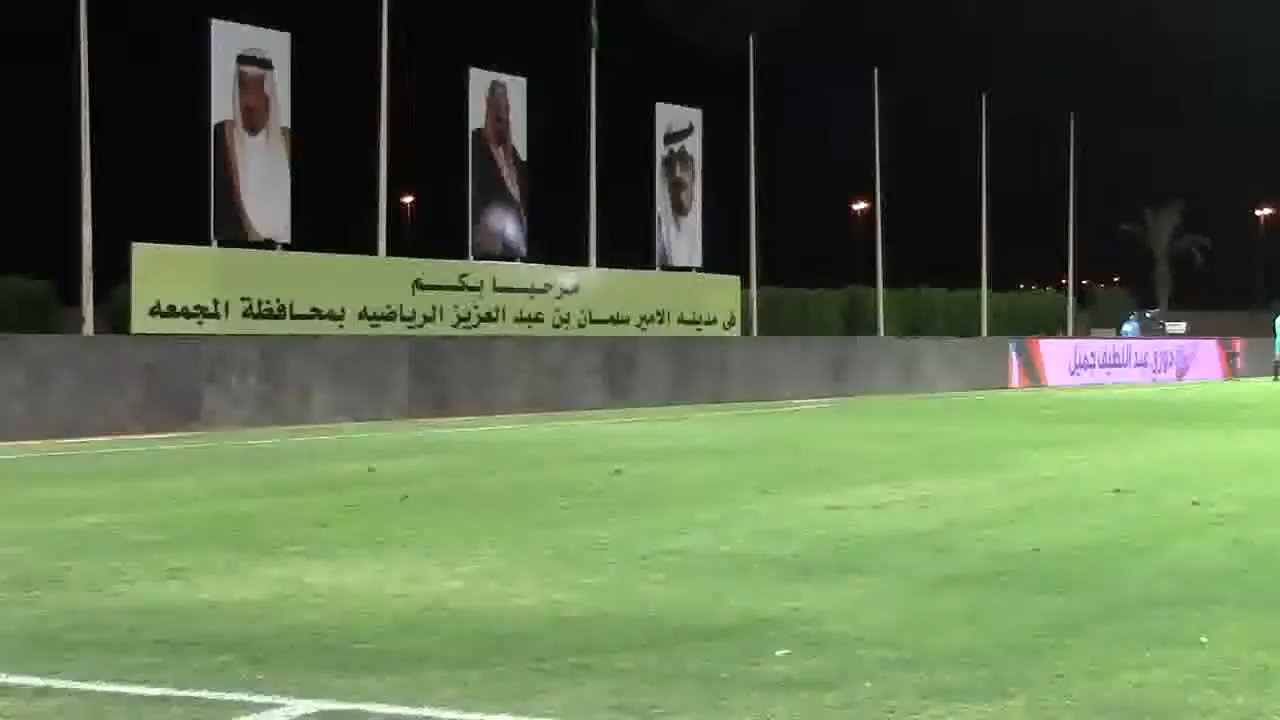 مرحبا بكم
في مدينه الامير سلمان بن عبد العزيز الرياضيه بمحافظة المجمعه
دوري عبد اللطيف جميل